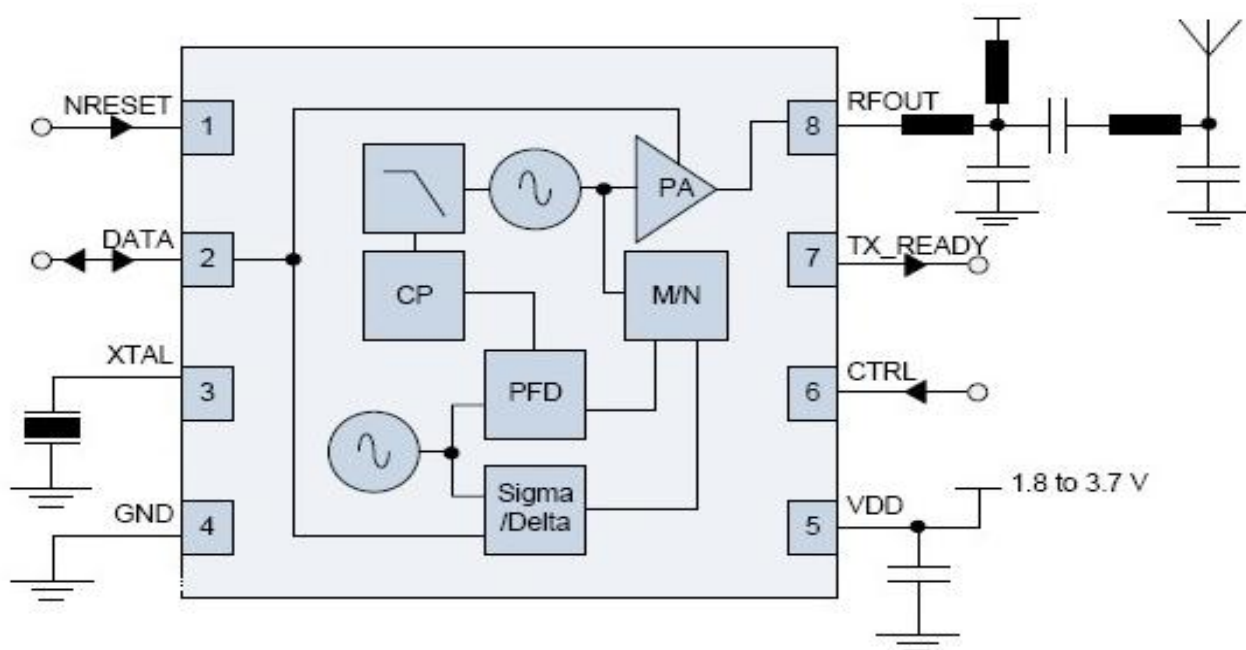 NRESET
1
8
RFOUT
PA
DATA
2
7
TX_READY
CP
M/N
XTAL
3
PFD
6
CTRL
GND
4
Sigma
/Delta
5
VDD
1.8 to 3.7 V